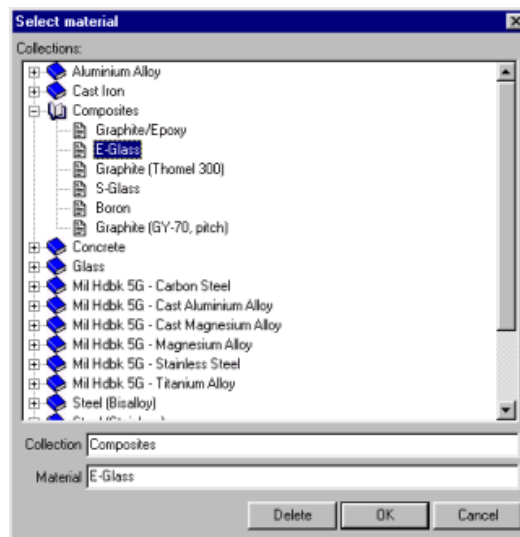 Select material
Collections:
Aluminium Alloy
Cast Iron
Composites
Graphite/Epoxy
E-Glass
Graphite (Thornel 300)
S-Glass
Boron
Graphite (GY-70, pitch)
Concrete
Glass
Mil Hdbk 5G - Carbon Steel
Mil Hdbk 5G - Cast Aluminium Alloy
Mil Hdbk 5G - Cast Magnesium Alloy
Mil Hdbk 5G - Magnesium Alloy
Mil Hdbk 5G - Stainless Steel
Mil Hdbk 5G - Titanium Alloy
Steel (Bisalloy)
Collection Composites
Material E-Glass
Delete OK Cancel